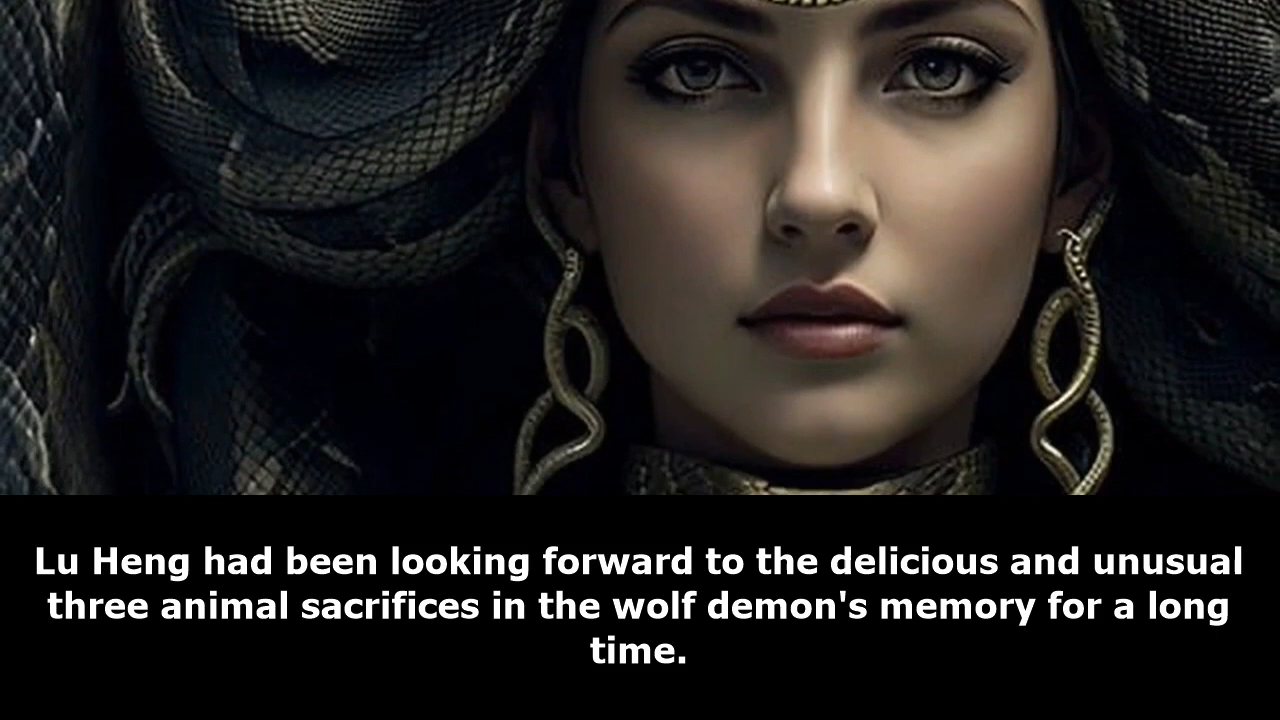 Lu Heng had been looking forward to the delicious and unusual
three animal sacrifices in the wolf demon's memory for a long
time.